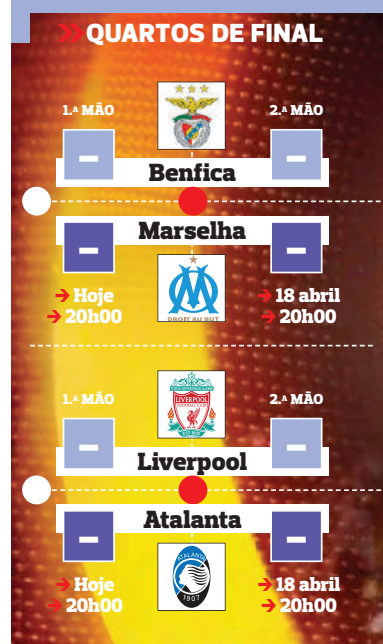 >> QUARTOS DE FINAL
1.ª MÃO
2.ª MÃO
- -
Benfica
Marselha
- -
DROIT AU BUT
→ Hoje
→ 20h00
→ 18 abril
→ 20h00
1.ª MÃO
2.ª MÃO
LIVERPOOL
FOOTBALL CLUB
- -
Liverpool
Atalanta
- -
ATALANTA
1907
→ Hoje
→ 20h00
→ 18 abril
→ 20h00